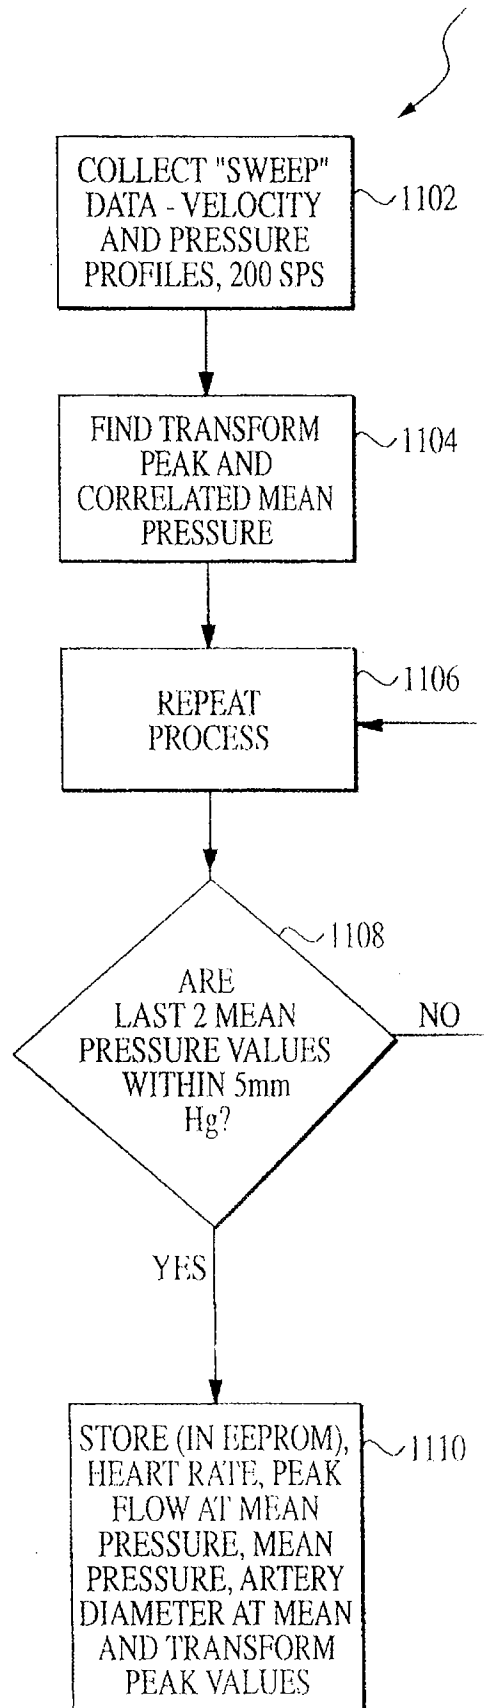 COLLECT "SWEEP"
DATA - VELOCITY
AND PRESSURE
PROFILES, 200 SPS
1102
FIND TRANSFORM
PEAK AND
CORRELATED MEAN
PRESSURE
1104
REPEAT
PROCESS
1106
ARE
LAST 2 MEAN
PRESSURE VALUES
WITHIN 5mm
Hg?
1108
NO
YES
STORE (IN EEPROM),
HEART RATE, PEAK
FLOW AT MEAN
PRESSURE, MEAN
PRESSURE, ARTERY
DIAMETER AT MEAN
AND TRANSFORM
PEAK VALUES
1110